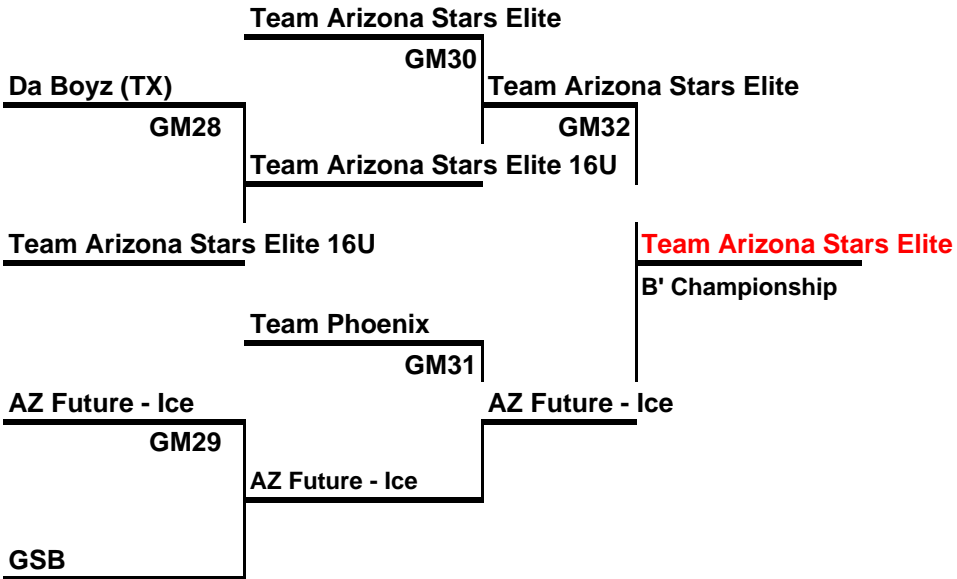 Team Arizona Stars Elite
GM30
Da Boyz (TX)
Team Arizona Stars Elite
GM28
GM32
Team Arizona Stars Elite 16U
Team Arizona Stars Elite 16U
Team Arizona Stars Elite
B' Championship
Team Phoenix
GM31
AZ Future - Ice
AZ Future - Ice
GM29
AZ Future - Ice
GSB